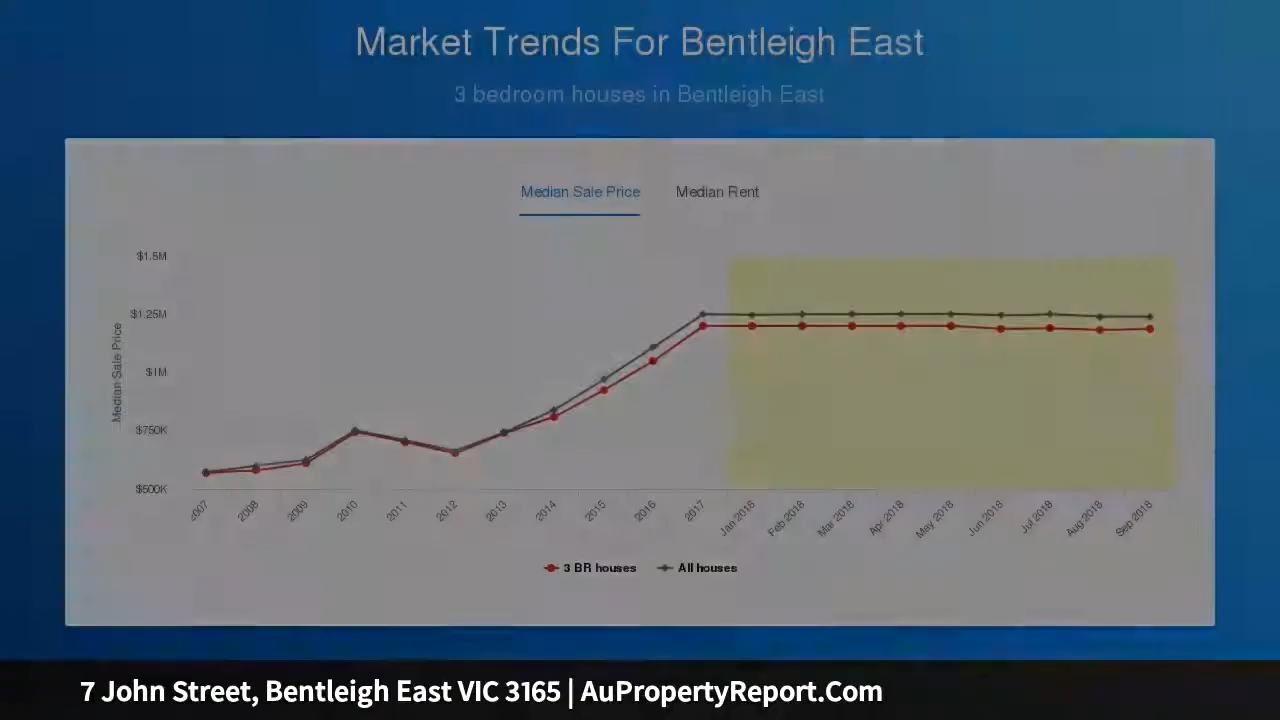 Market Trends For Bentleigh East
3 bedroom houses in Bentleigh East
Median Sale Price Median Rent
$1.5M
$1.25M
$1M
$750K
$500K
Median Sale Price
2007 2008 2009 2010 2011 2012 2013 2014 2015 2016 2017 Jan 2018 Feb 2018 Mar 2018 Apr 2018 May 2018 Jun 2018 Jul 2018 Aug 2018 Sep 2018
3 BR houses All houses
7 John Street, Bentleigh East VIC 3165 | AuPropertyReport.Com